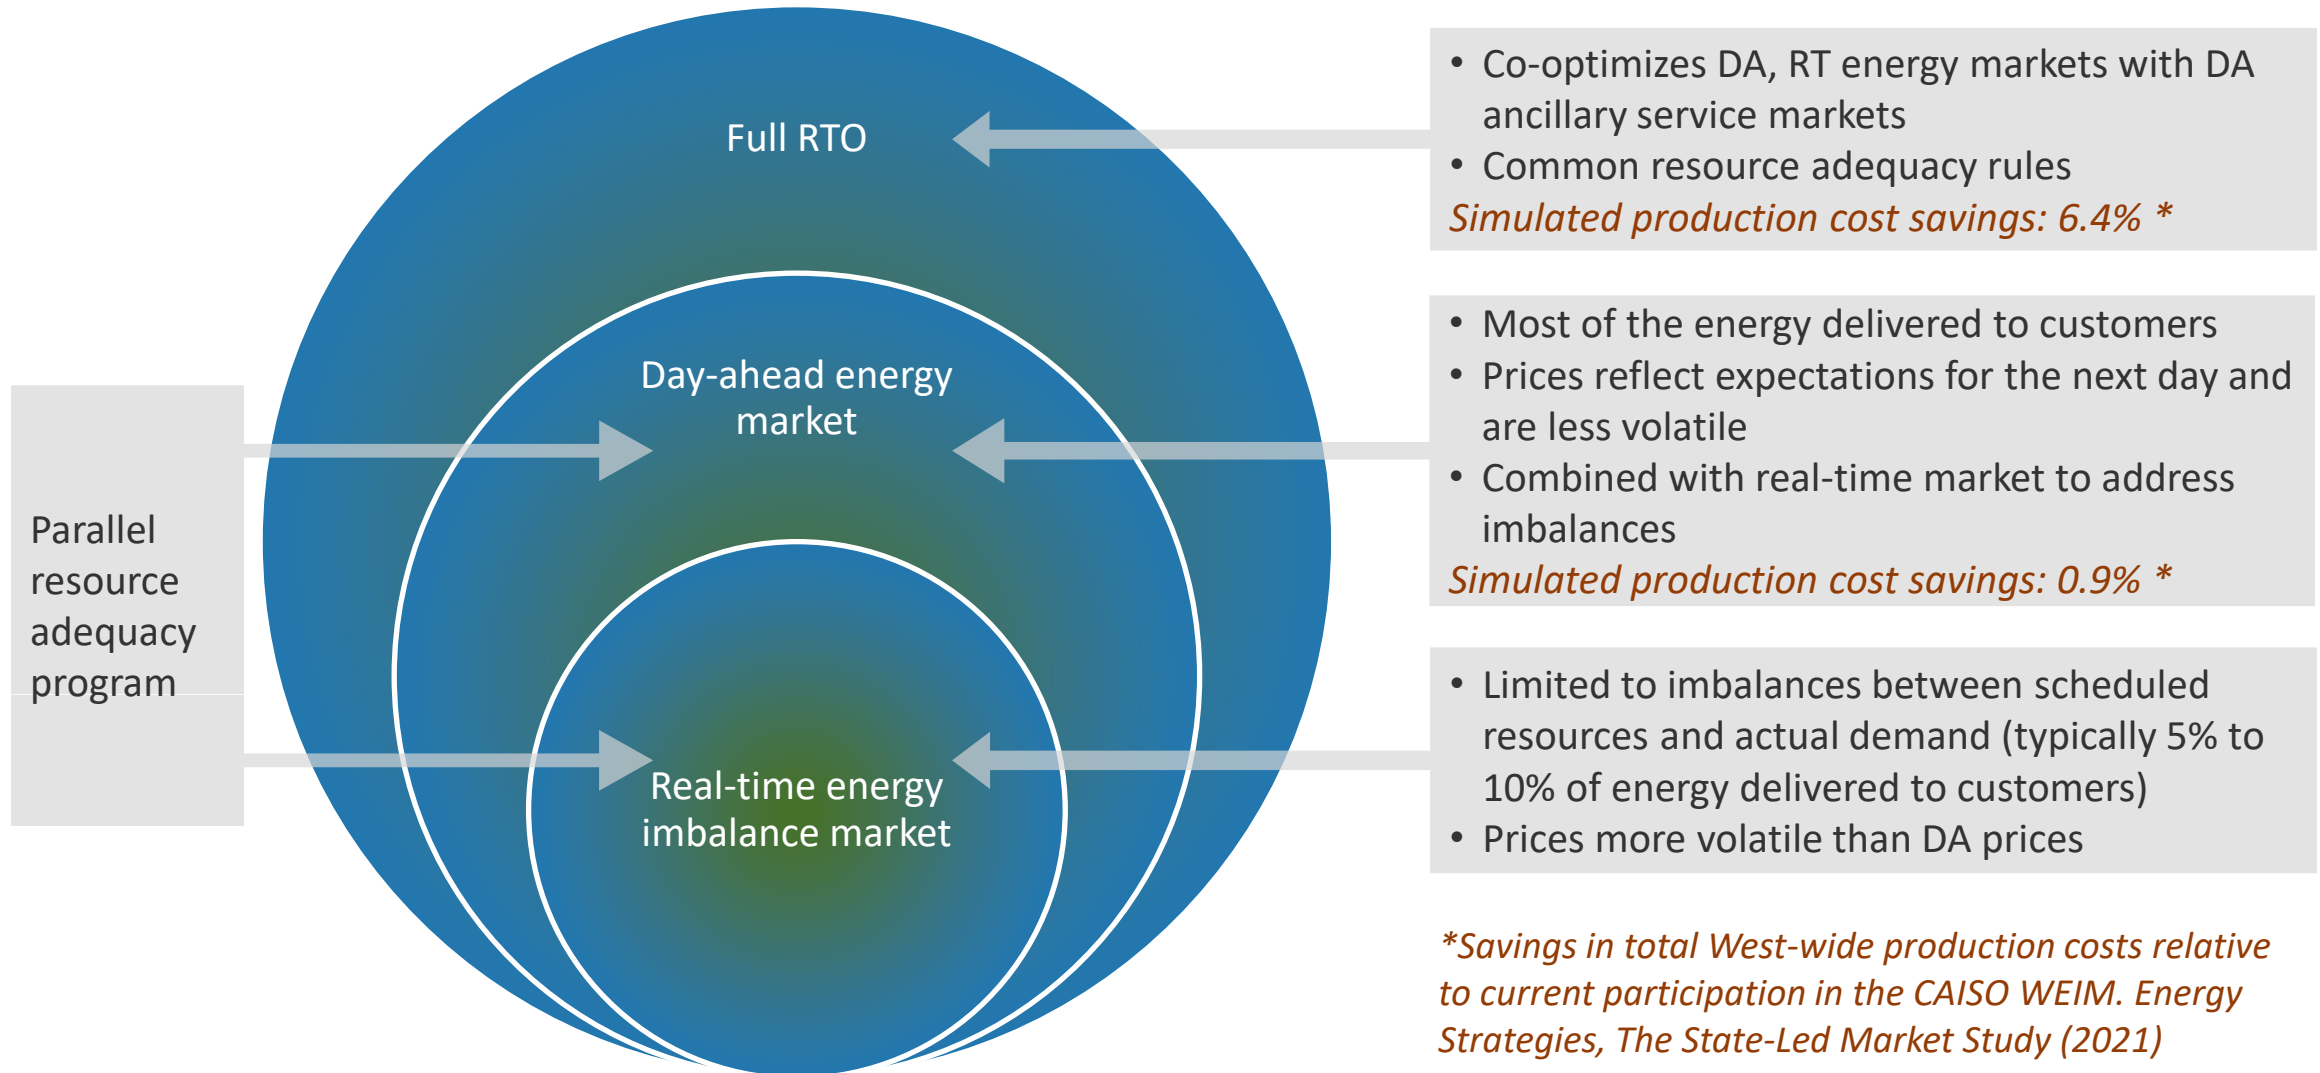 Full RTO
Day-ahead energy
market
Real-time energy
imbalance market
Parallel
resource
adequacy
program
• Co-optimizes DA, RT energy markets with DA
ancillary service markets
• Common resource adequacy rules
Simulated production cost savings: 6.4% *
• Most of the energy delivered to customers
• Prices reflect expectations for the next day and
are less volatile
• Combined with real-time market to address
imbalances
Simulated production cost savings: 0.9% *
• Limited to imbalances between scheduled
resources and actual demand (typically 5% to
10% of energy delivered to customers)
• Prices more volatile than DA prices
*Savings in total West-wide production costs relative
to current participation in the CAISO WEIM. Energy
Strategies, The State-Led Market Study (2021)